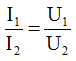 I₁/I₂ = U₁/U₂